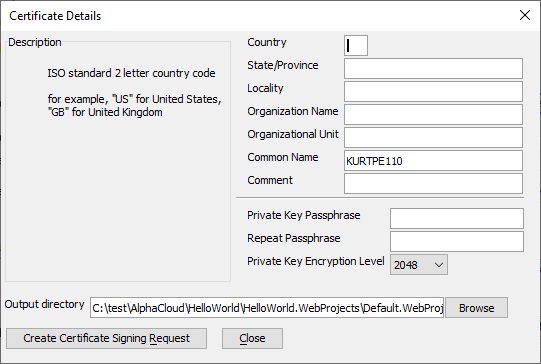 Certificate Details
Description
ISO standard 2 letter country code
for example, "US" for United States,
"GB" for United Kingdom
Country
State/Province
Locality
Organization Name
Organizational Unit
Common Name KURTPE110
Comment
Private Key Passphrase
Repeat Passphrase
Private Key Encryption Level 2048
Output directory C:\test\AlphaCloud\HelloWorld\HelloWorld.WebProjects\Default.WebProj Browse
Create Certificate Signing Request Close